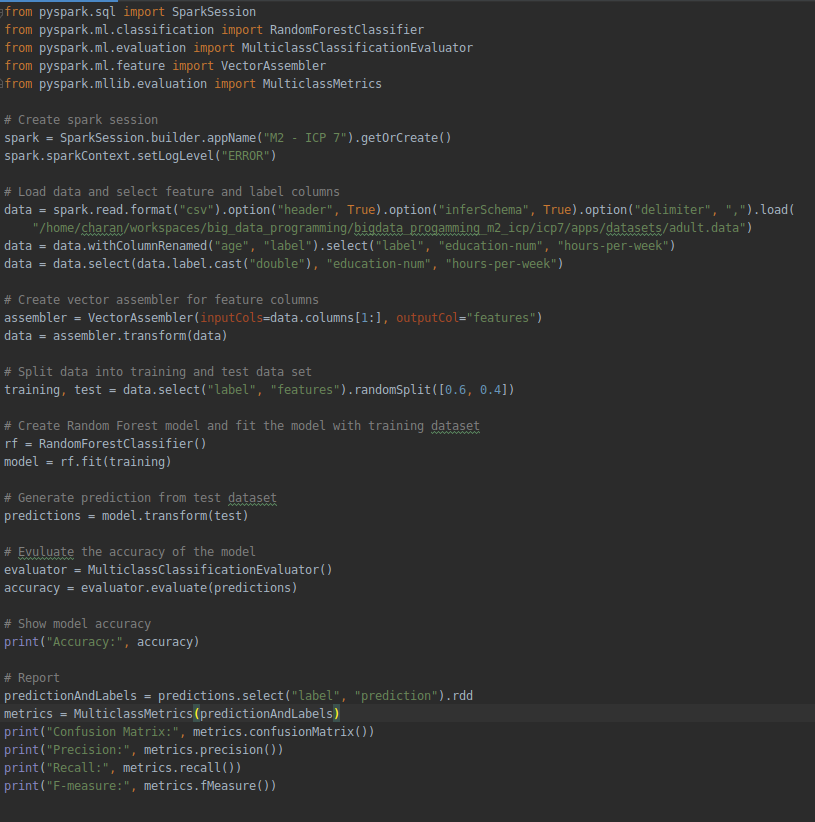 from pyspark.sql import SparkSession
from pyspark.ml.classification import RandomForestClassifier
from pyspark.ml.evaluation import MulticlassClassificationEvaluator
from pyspark.ml.feature import VectorAssembler
from pyspark.mllib.evaluation import MulticlassMetrics

# Create spark session
spark = SparkSession.builder.appName("M2 - ICP 7").getOrCreate()
spark.sparkContext.setLogLevel("ERROR")

# Load data and select feature and label columns
data = spark.read.format("csv").option("header", True).option("inferSchema", True).option("delimiter", ",").load(
    "/home/charan/workspaces/big_data_programming/bigdata_progamming_m2_icp/icp7/apps/datasets/adult.data")
data = data.withColumnRenamed("age", "label").select("label", "education-num", "hours-per-week")
data = data.select(data.label.cast("double"), "education-num", "hours-per-week")

# Create vector assembler for feature columns
assembler = VectorAssembler(inputCols=data.columns[1:], outputCol="features")
data = assembler.transform(data)

# Split data into training and test data set
training, test = data.select("label", "features").randomSplit([0.6, 0.4])

# Create Random Forest model and fit the model with training dataset
rf = RandomForestClassifier()
model = rf.fit(training)

# Generate prediction from test dataset
predictions = model.transform(test)

# Evuluate the accuracy of the model
evaluator = MulticlassClassificationEvaluator()
accuracy = evaluator.evaluate(predictions)

# Show model accuracy
print("Accuracy:", accuracy)

# Report
predictionAndLabels = predictions.select("label", "prediction").rdd
metrics = MulticlassMetrics(predictionAndLabels)
print("Confusion Matrix:", metrics.confusionMatrix())
print("Precision:", metrics.precision())
print("Recall:", metrics.recall())
print("F-measure:", metrics.fMeasure())